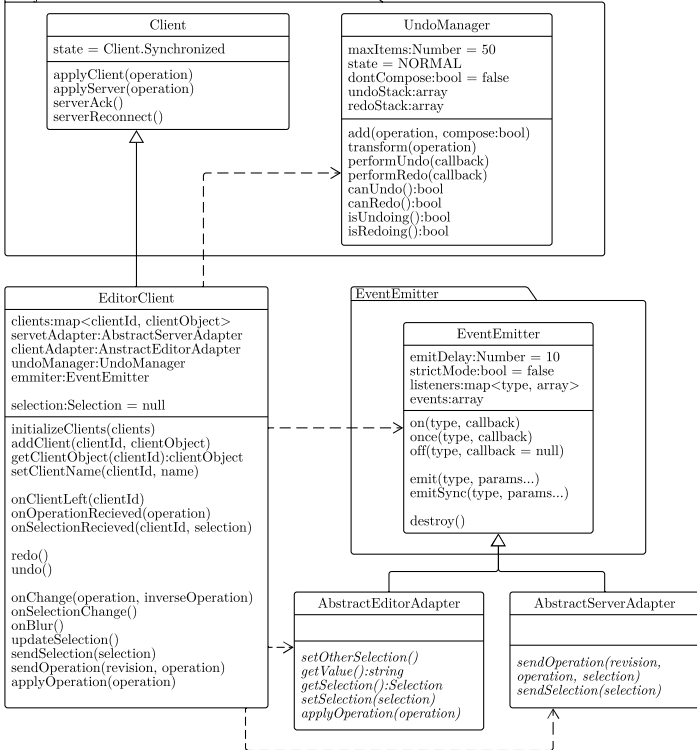 Client
state = Client.Synchronized
applyClient(operation)
applyServer(operation)
serverAck()
serverReconnect()
UndoManager
maxItems:Number = 50
state = NORMAL
dontCompose:bool = false
undoStack:array
redoStack:array
add(operation, compose:bool)
transform(operation)
performUndo(callback)
performRedo(callback)
canUndo():bool
canRedo():bool
isUndoing():bool
isRedoing():bool
EditorClient
clients:map<clientId, clientObject>
servetAdapter:AbstractServerAdapter
clientAdapter:AnstractEditorAdapter
undoManager:UndoManager
emmiter:EventEmitter
selection:Selection = null
initializeClients(clients)
addClient(clientId, clientObject)
getClientObject(clientId):clientObject
setClientName(clientId, name)
onClientLeft(clientId)
onOperationRecieved(operation)
onSelectionRecieved(clientId, selection)
redo()
undo()
onChange(operation, inverseOperation)
onSelectionChange()
onBlur()
updateSelection()
sendSelection(selection)
sendOperation(revision, operation)
applyOperation(operation)
EventEmitter
EventEmitter
emitDelay:Number = 10
strictMode:bool = false
listeners:map<type, array>
events:array
on(type, callback)
once(type, callback)
off(type, callback = null)
emit(type, params...)
emitSync(type, params...)
destroy()
AbstractEditorAdapter
setOtherSelection()
getValue():string
getSelection():Selection
setSelection(selection)
applyOperation(operation)
AbstractServerAdapter
sendOperation(revision,
operation, selection)
sendSelection(selection)